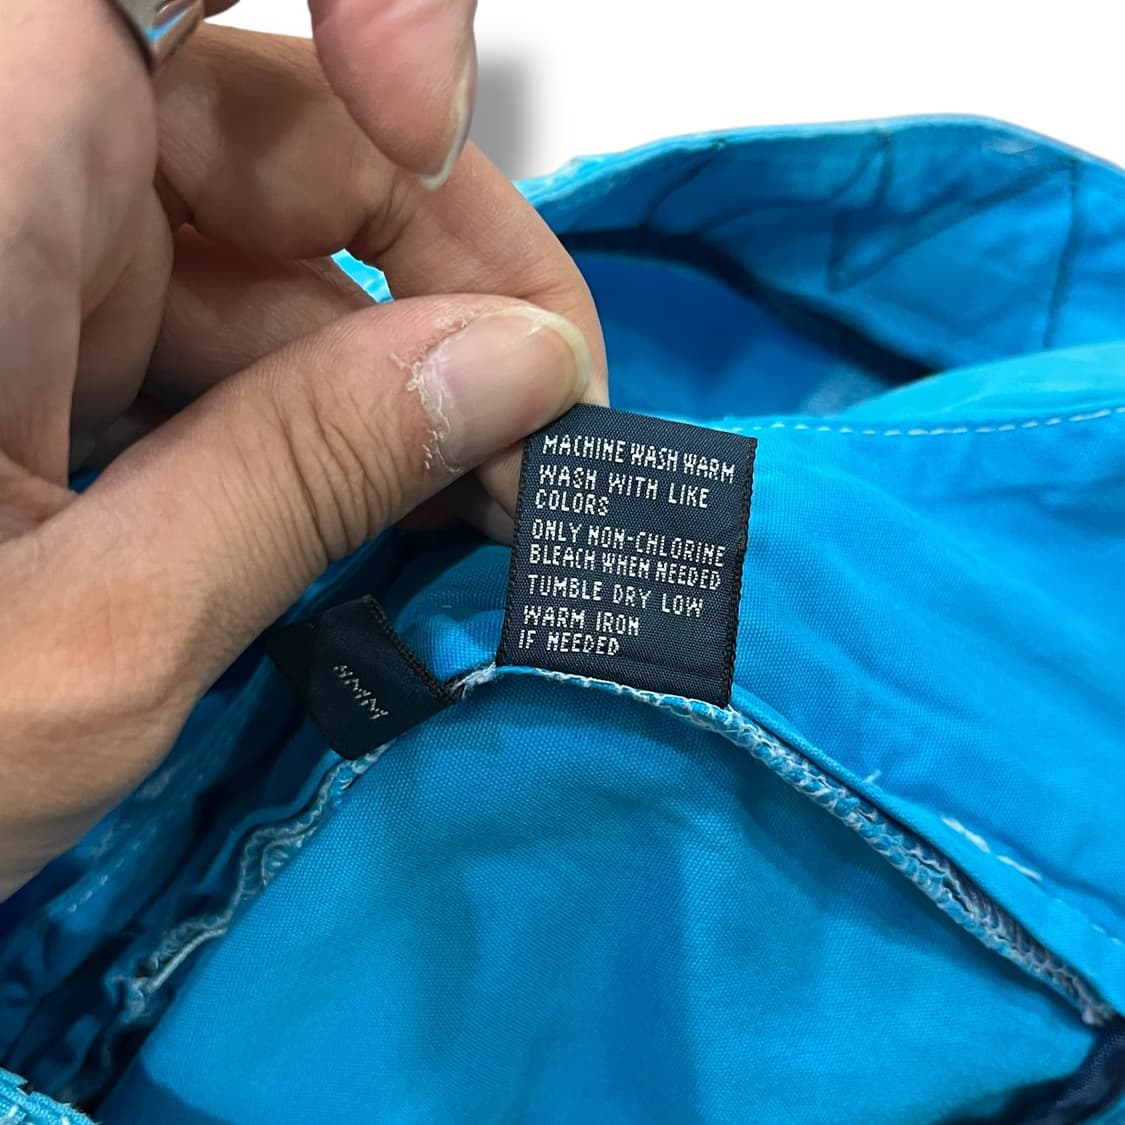 MACHINE WASH WARM
WASH WITH LIKE
COLORS
ONLY NON-CHLORINE
BLEACH WHEN NEEDED
TUMBLE DRY LOW
WARM IRON
IF NEEDED